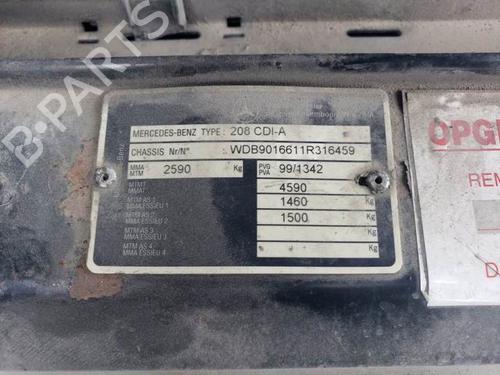 MERCEDES-BENZ TYPE : 208 CDI-A
CHASSIS Nr/N° : WDB9016611R316459
MMA MTM 2590 Kg PVG PVA 99/1342
MTMT MMAT 4590 Kg
MTM AS 1 MMA ESSIEU 1 1460 Kg
MTM AS 2 MMA ESSIEU 2 1500 Kg
MTM AS 3 MMA ESSIEU 3 Kg
MTM AS 4 MMA ESSIEU 4 Kg
Benz
OPGE
REM
D